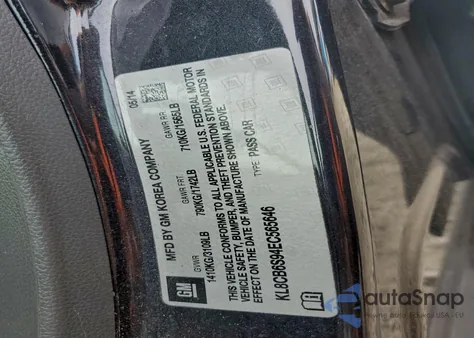 MFD BY GM KOREA COMPANY
05/14
GVWR GAWR FRT GAWR RR
1410KG/3109LB 790KG/1742LB 710KG/1565LB
THIS VEHICLE CONFORMS TO ALL APPLICABLE U.S. FEDERAL MOTOR
VEHICLE SAFETY, BUMPER, AND THEFT PREVENTION STANDARDS IN
EFFECT ON THE DATE OF MANUFACTURE SHOWN ABOVE.
KL8CB6S94EC565646 TYPE: PASS CAR
GM
autoSnap